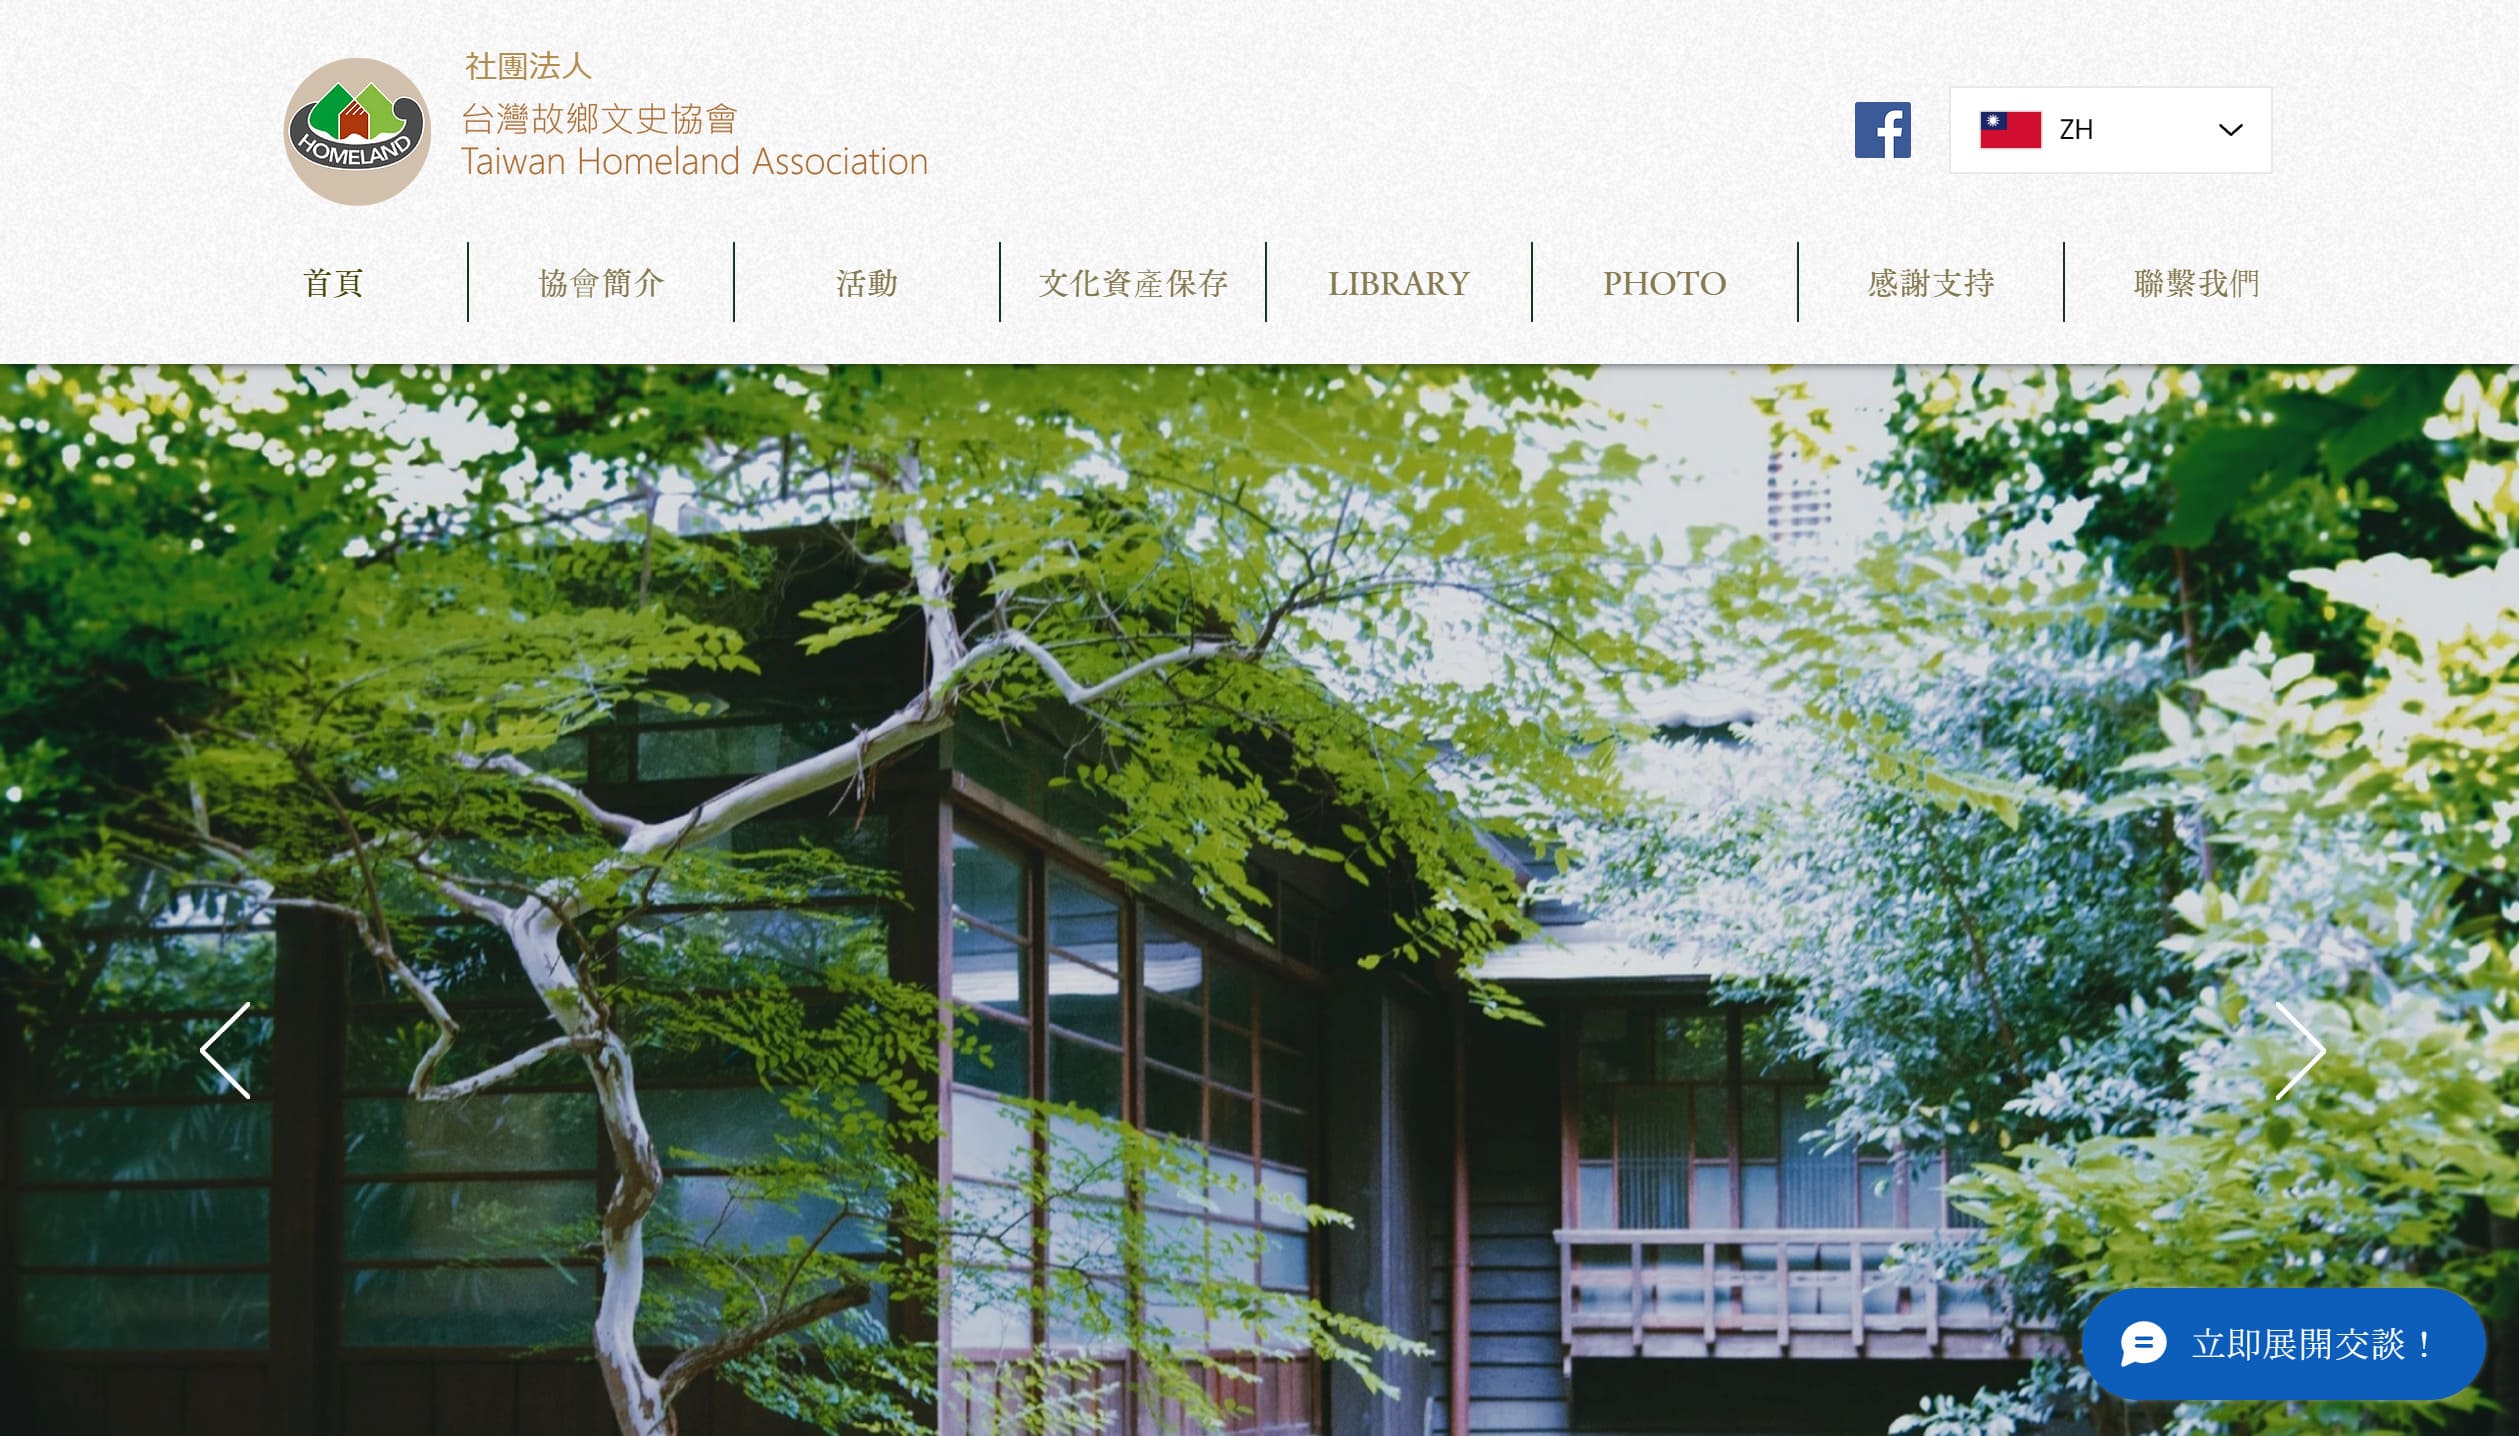 社團法人
台灣故鄉文史協會
Taiwan Homeland Association
HOMELAND
ZH
首頁
協會簡介
活動
文化資產保存
LIBRARY
PHOTO
感謝支持
聯繫我們
立即展開交談！